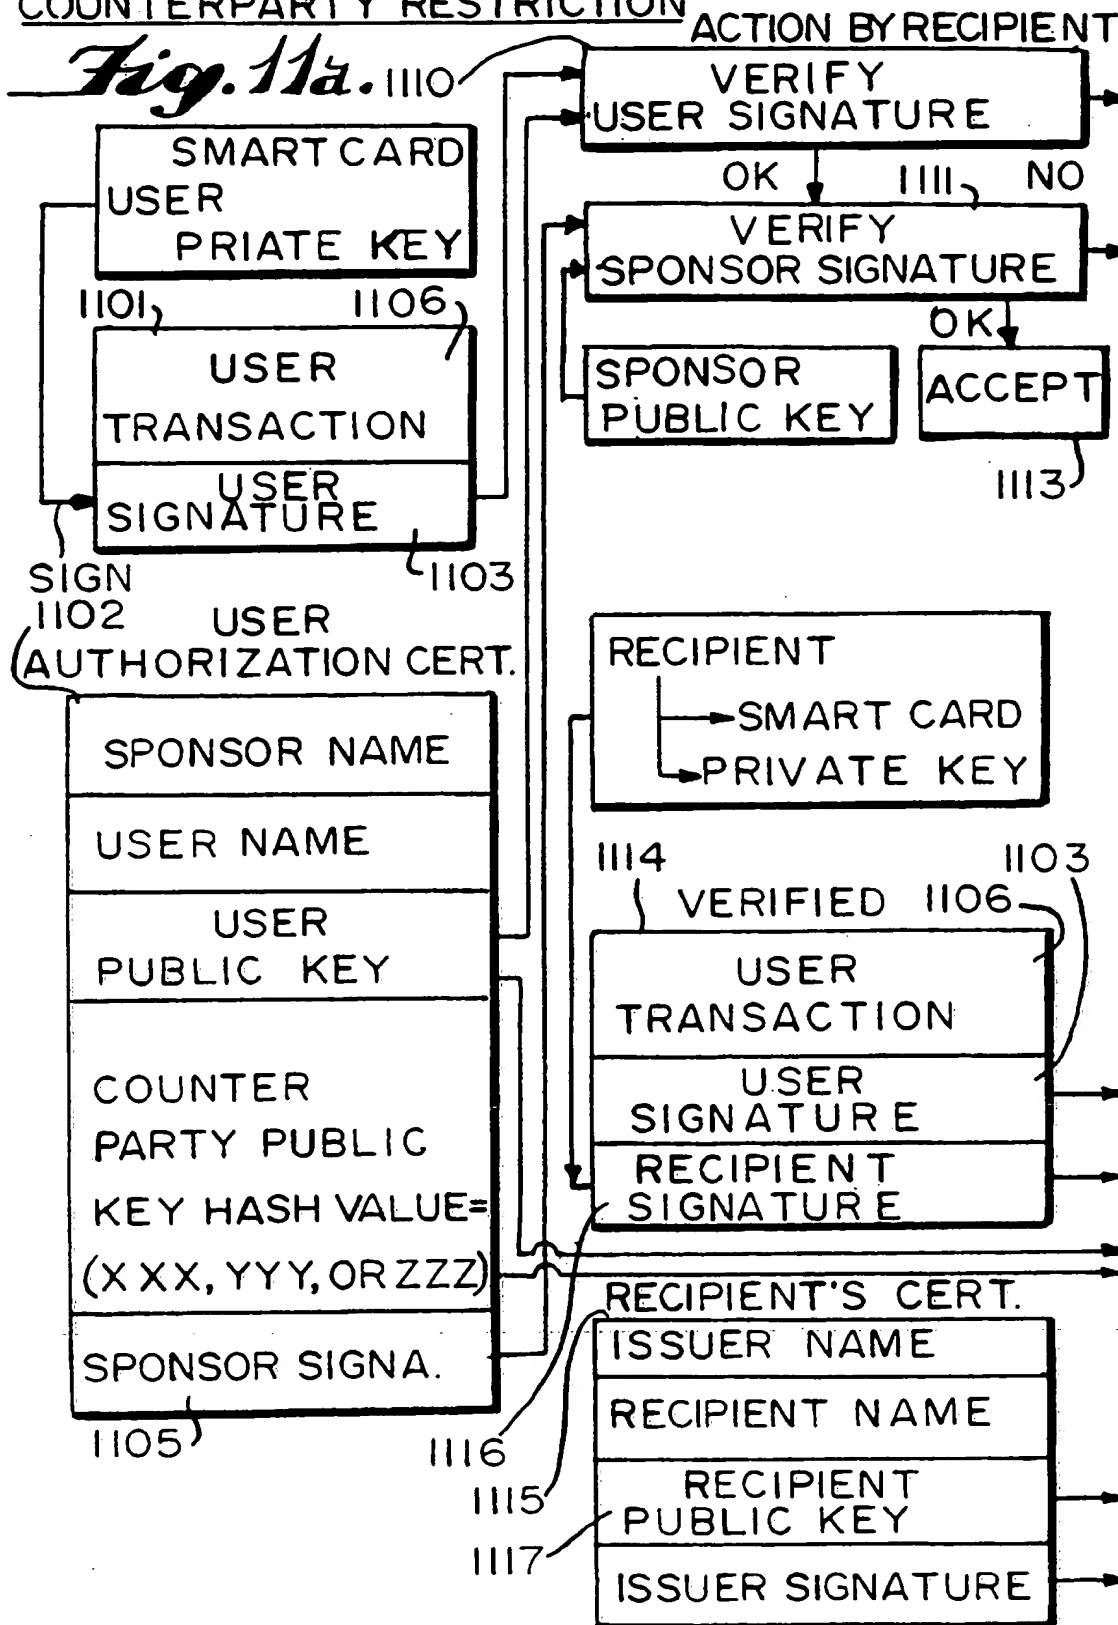 COUNTERPARTY RESTRICTION
ACTION BY RECIPIENT
Fig. 11a.
1110
VERIFY
USER SIGNATURE
SMART CARD
USER
PRIATE KEY
OK
1111
NO
VERIFY
SPONSOR SIGNATURE
OK
1101
1106
USER
TRANSACTION
USER
SIGNATURE
SPONSOR
PUBLIC KEY
ACCEPT
1113
SIGN
1102
1103
USER
AUTHORIZATION CERT.
SPONSOR NAME
USER NAME
USER
PUBLIC KEY
COUNTER
PARTY PUBLIC
KEY HASH VALUE=
(XXX, YYY, OR ZZZ)
SPONSOR SIGNA.
1105
RECIPIENT
SMART CARD
PRIVATE KEY
1114
1103
VERIFIED
1106
USER
TRANSACTION
USER
SIGNATURE
RECIPIENT
SIGNATURE
RECIPIENT'S CERT.
ISSUER NAME
RECIPIENT NAME
1116
1115
RECIPIENT
PUBLIC KEY
1117
ISSUER SIGNATURE